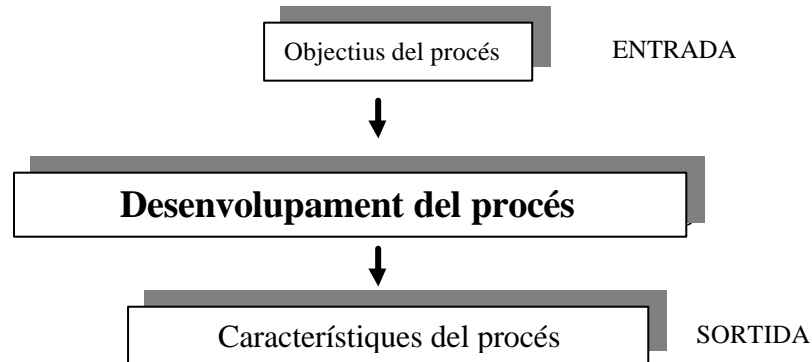 Objectius del procés
ENTRADA
Desenvolupament del procés
Característiques del procés
SORTIDA